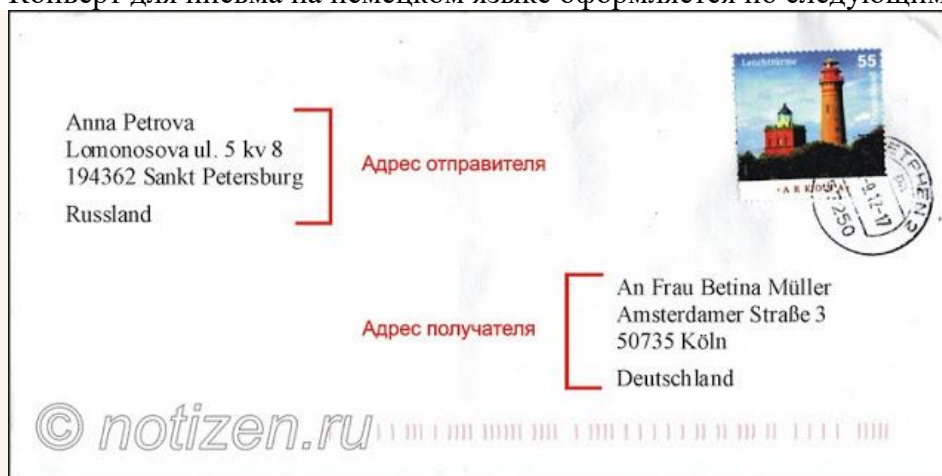 Конверт для письма на немецком языке оформляется по следующим
Leuchttürme 55
Anna Petrova
Lomonosova ul. 5 kv 8
194362 Sankt Petersburg
Russland
Адрес отправителя
ARKONA
An Frau Betina Müller
Amsterdamer Straße 3
50735 Köln
Deutschland
Адрес получателя
© notizen.ru